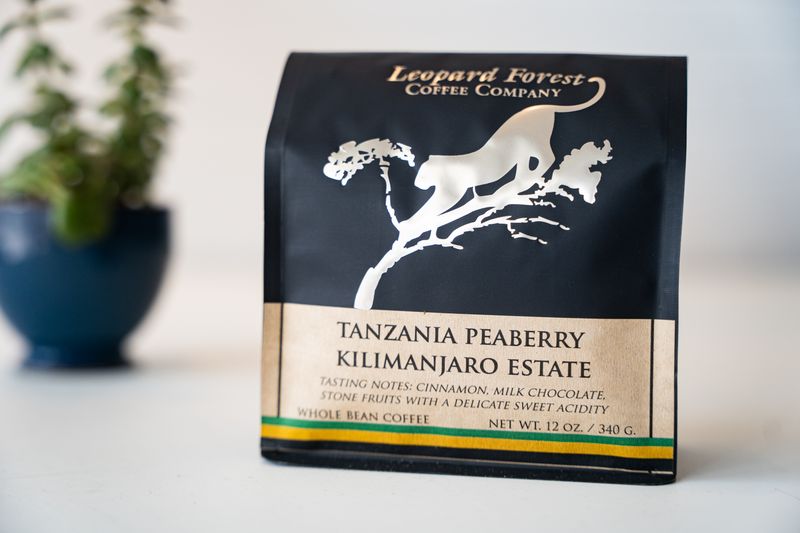 Leopard Forest
COFFEE COMPANY
TANZANIA PEABERRY
KILIMANJARO ESTATE
TASTING NOTES: CINNAMON, MILK CHOCOLATE,
STONE FRUITS WITH A DELICATE SWEET ACIDITY
WHOLE BEAN COFFEE
NET WT. 12 OZ. / 340 G.